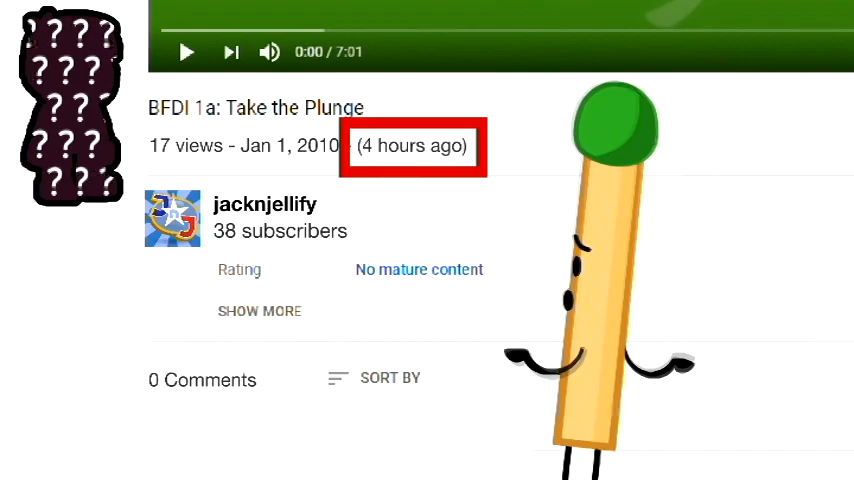 ? ? ? ?
? ? ?
? ? ?
? ? ?
? ? ?
0:00 / 7:01
BFDI 1a: Take the Plunge
17 views - Jan 1, 2010 - (4 hours ago)
jacknjellify
38 subscribers
Rating No mature content
SHOW MORE
0 Comments SORT BY